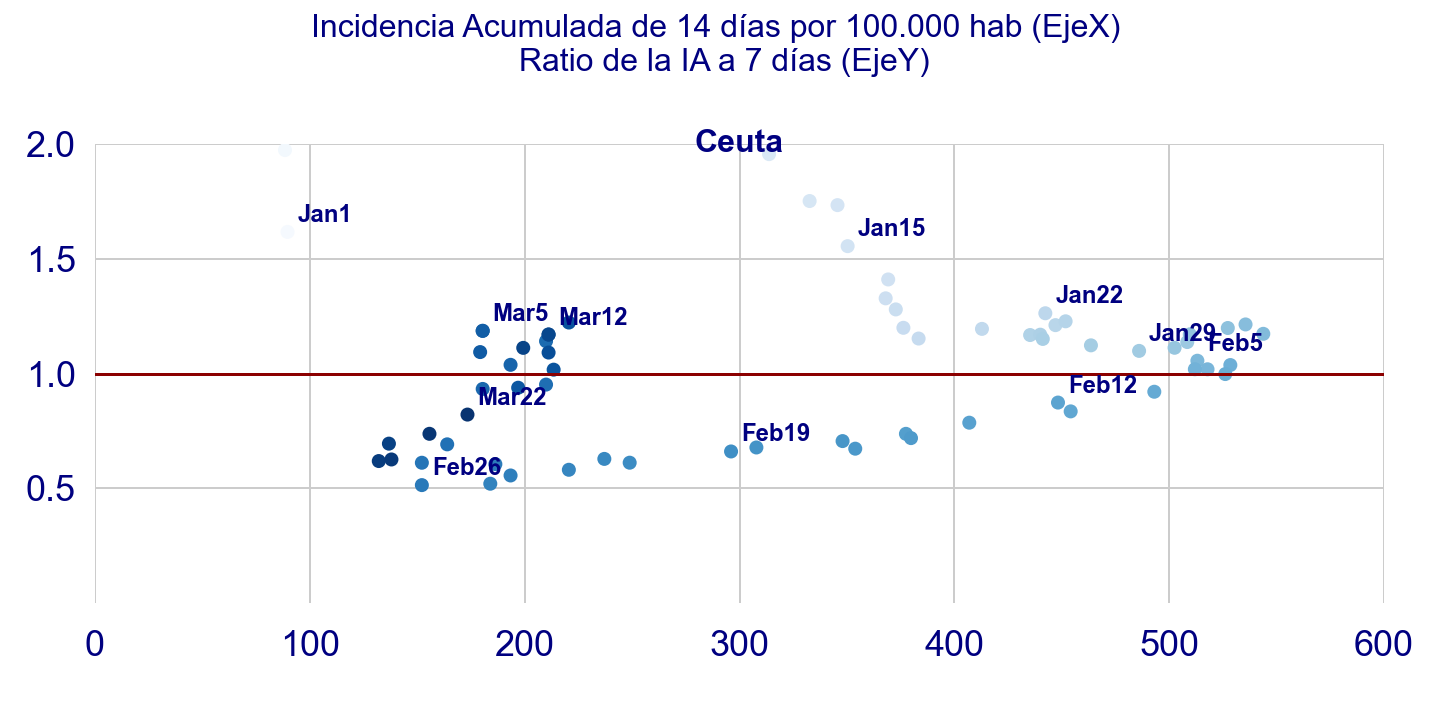 Incidencia Acumulada de 14 días por 100.000 hab (EjeX)
Ratio de la IA a 7 días (EjeY)
Ceuta
2.0
Jan1
Jan15
1.5
Jan22
Mar5
Mar12
Jan29
Feb5
1.0
Feb12
Mar22
Feb19
Feb26
0.5
0
100
200
300
400
500
600